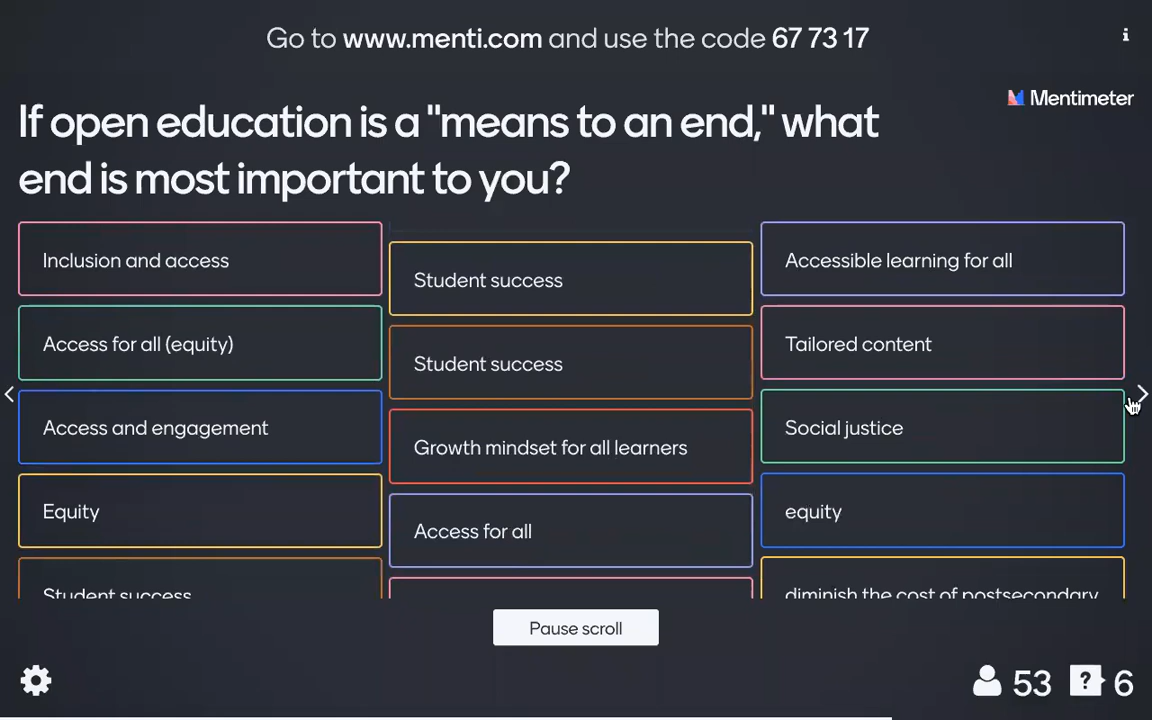 Go to www.menti.com and use the code 67 73 17
i
Mentimeter
If open education is a "means to an end," what
end is most important to you?
Inclusion and access
Access for all (equity)
Access and engagement
Equity
Student success
Student success
Student success
Growth mindset for all learners
Access for all
Accessible learning for all
Tailored content
Social justice
equity
diminish the cost of postsecondary
Pause scroll
53
? 6